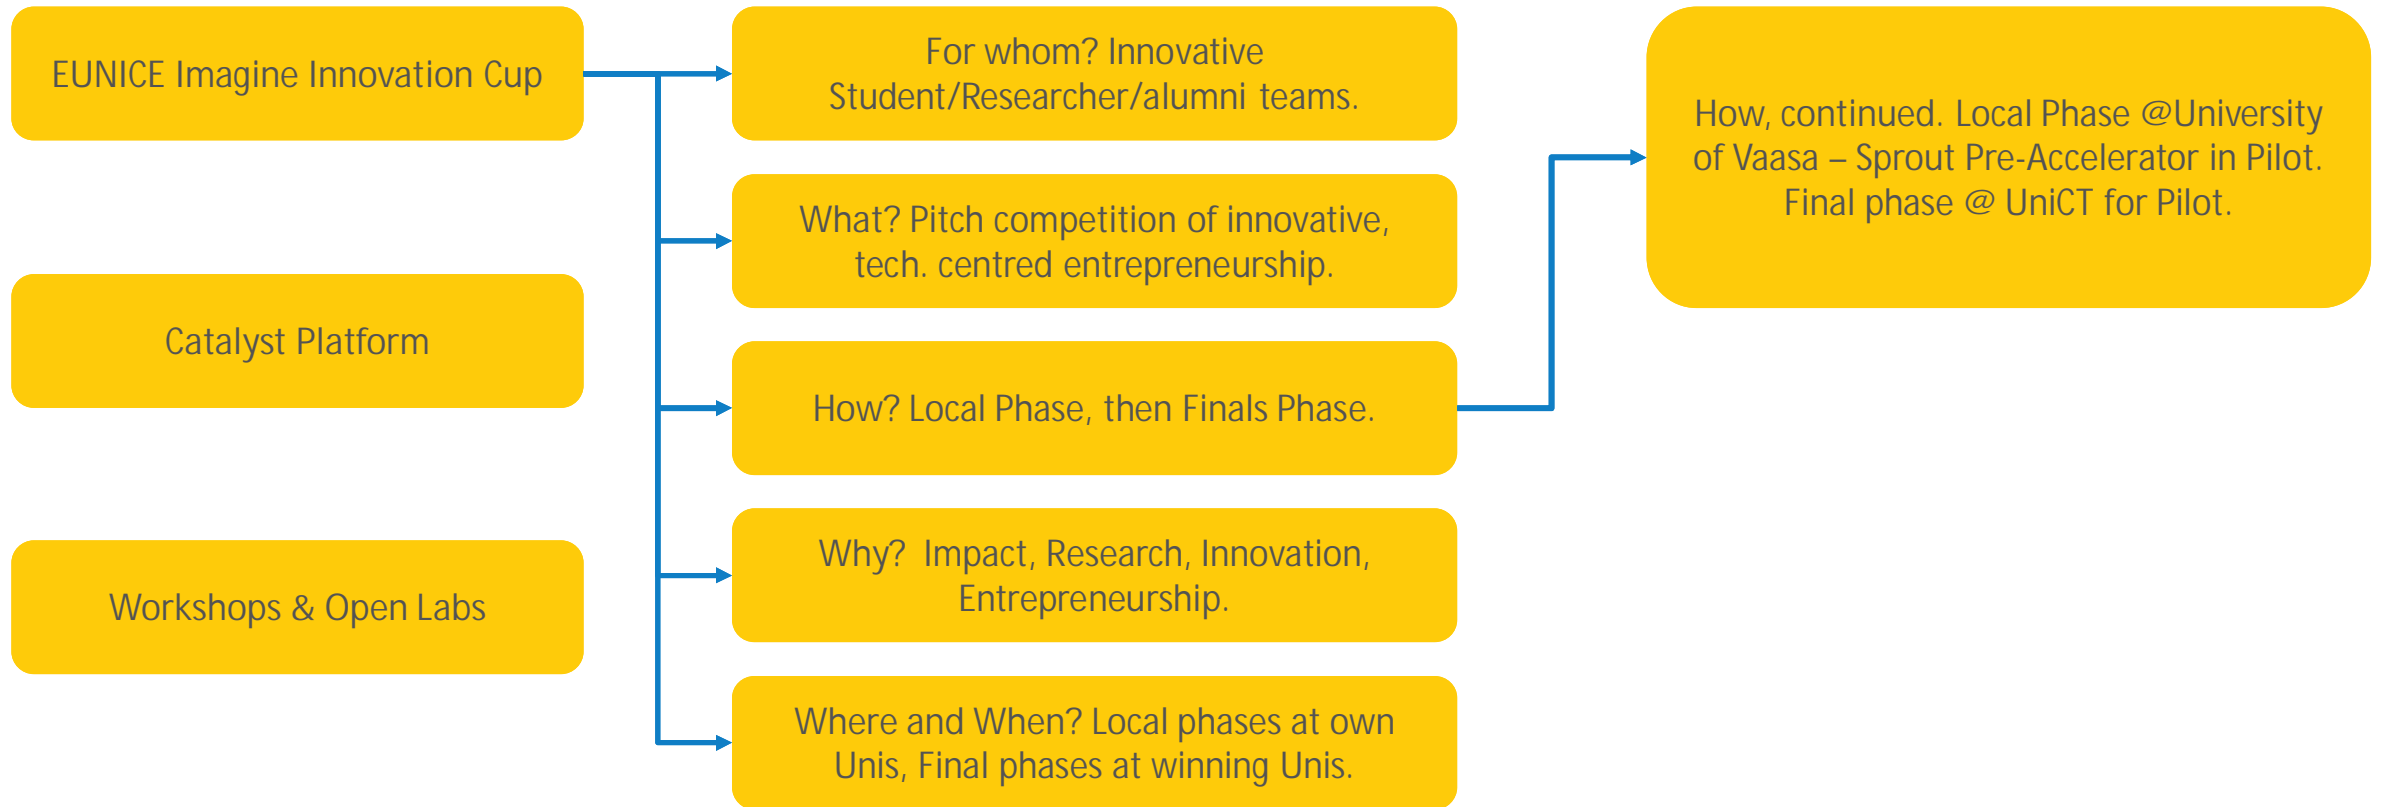 EUNICE Imagine Innovation Cup
Catalyst Platform
Workshops & Open Labs
For whom? Innovative
Student/Researcher/alumni teams.
What? Pitch competition of innovative,
tech. centred entrepreneurship.
How? Local Phase, then Finals Phase.
Why? Impact, Research, Innovation,
Entrepreneurship.
Where and When? Local phases at own
Unis, Final phases at winning Unis.
How, continued. Local Phase @University
of Vaasa – Sprout Pre-Accelerator in Pilot.
Final phase @ UniCT for Pilot.